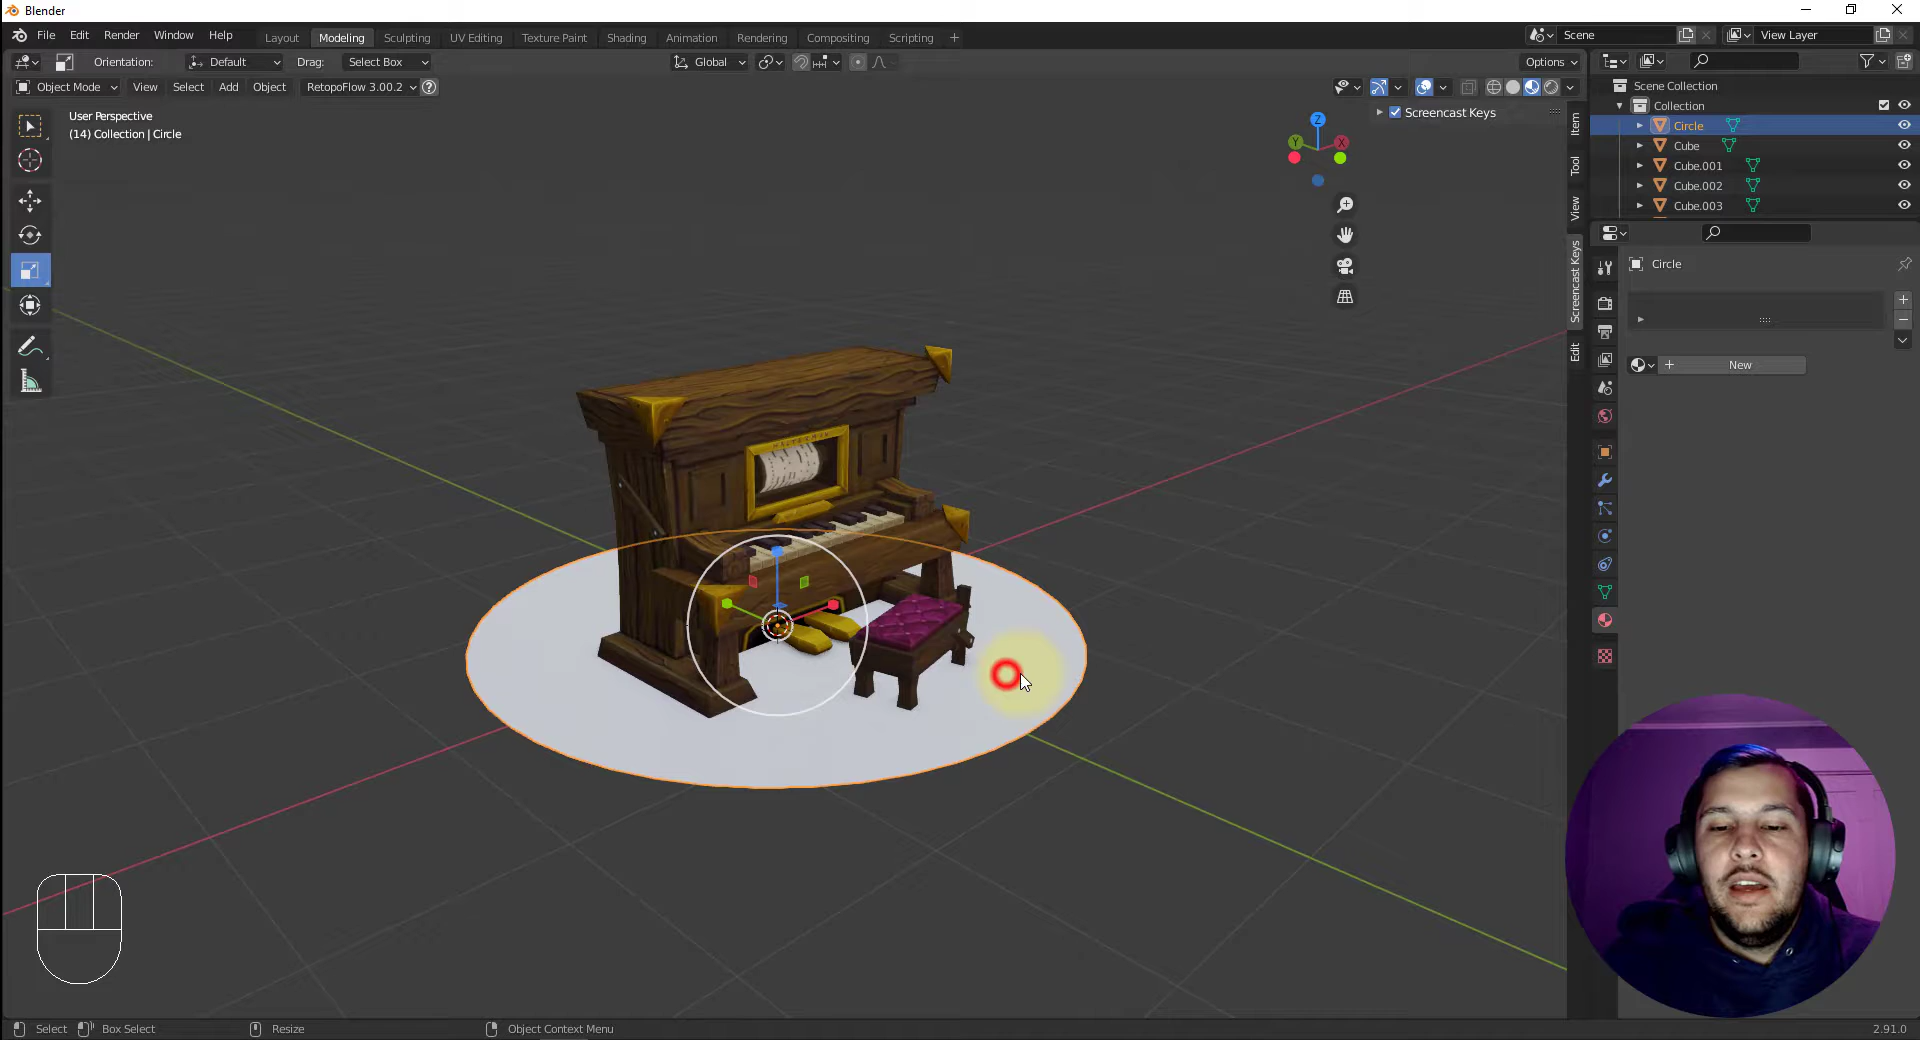 Blender
File Edit Render Window Help
Layout Modeling Sculpting UV Editing Texture Paint Shading Animation Rendering Compositing Scripting
Scene
View Layer
Orientation: Default Drag: Select Box
Global
Options
Object Mode View Select Add Object RetopoFlow 3.00.2
User Perspective
(14) Collection | Circle
Screencast Keys
Z
Y
X
Item
Tool
View
Screencast Keys
Edit
Scene Collection
Collection
Circle
Cube
Cube.001
Cube.002
Cube.003
Circle
New
Select Box Select Resize Object Context Menu
2.91.0